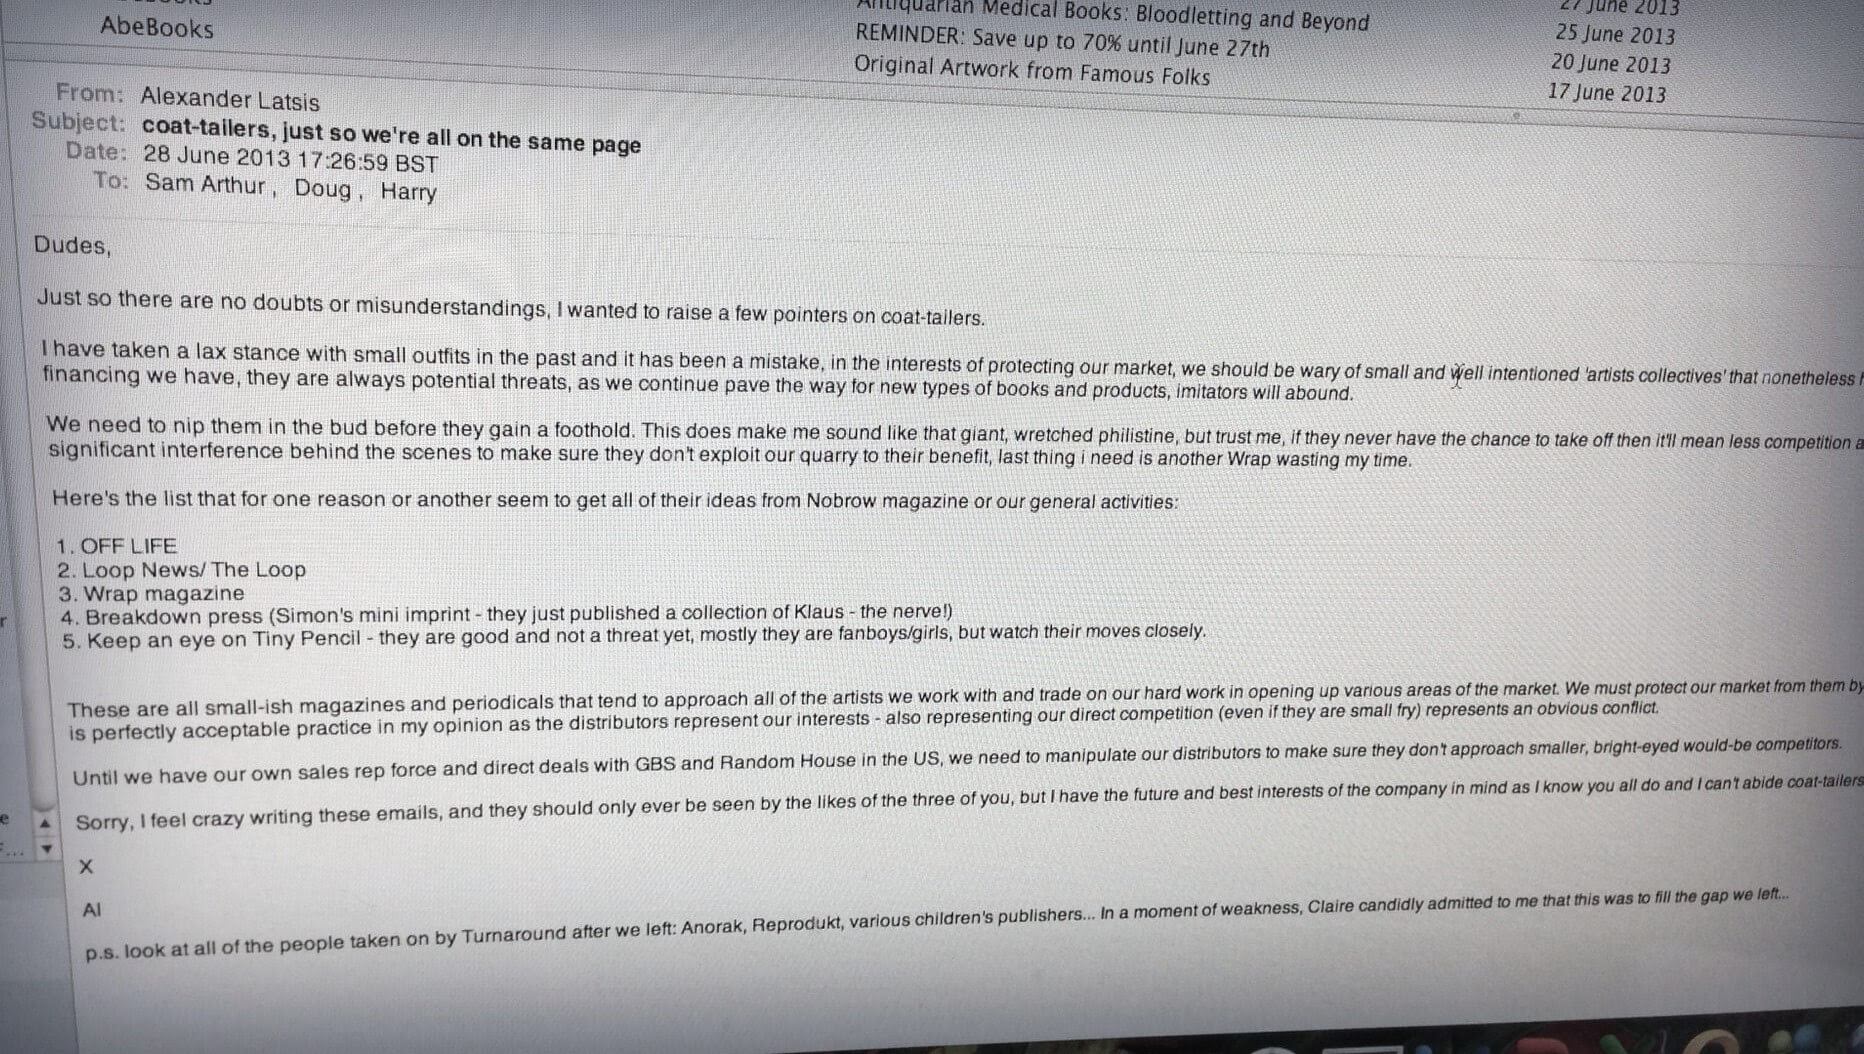 AbeBooks
Antiquarian Medical Books: Bloodletting and Beyond
27 June 2013
REMINDER: Save up to 70% until June 27th
25 June 2013
Original Artwork from Famous Folks
20 June 2013
17 June 2013
From: Alexander Latsis
Subject: coat-tailers, just so we're all on the same page
Date: 28 June 2013 17:26:59 BST
To: Sam Arthur, Doug, Harry
Dudes,
Just so there are no doubts or misunderstandings, I wanted to raise a few pointers on coat-tailers.
I have taken a lax stance with small outfits in the past and it has been a mistake, in the interests of protecting our market, we should be wary of small and well intentioned 'artists collectives' that nonetheless
financing we have, they are always potential threats, as we continue pave the way for new types of books and products, imitators will abound.
We need to nip them in the bud before they gain a foothold. This does make me sound like that giant, wretched philistine, but trust me, if they never have the chance to take off then it'll mean less competition
significant interference behind the scenes to make sure they don't exploit our quarry to their benefit, last thing i need is another Wrap wasting my time.
Here's the list that for one reason or another seem to get all of their ideas from Nobrow magazine or our general activities:
1. OFF LIFE
2. Loop News/ The Loop
3. Wrap magazine
4. Breakdown press (Simon's mini imprint - they just published a collection of Klaus - the nerve!)
5. Keep an eye on Tiny Pencil - they are good and not a threat yet, mostly they are fanboys/girls, but watch their moves closely.
These are all small-ish magazines and periodicals that tend to approach all of the artists we work with and trade on our hard work in opening up various areas of the market. We must protect our market from them by
is perfectly acceptable practice in my opinion as the distributors represent our interests - also representing our direct competition (even if they are small fry) represents an obvious conflict.
Until we have our own sales rep force and direct deals with GBS and Random House in the US, we need to manipulate our distributors to make sure they don't approach smaller, bright-eyed would-be competitors.
Sorry, I feel crazy writing these emails, and they should only ever be seen by the likes of the three of you, but I have the future and best interests of the company in mind as I know you all do and I can't abide coat-tailers
X
Al
p.s. look at all of the people taken on by Turnaround after we left: Anorak, Reprodukt, various children's publishers... In a moment of weakness, Claire candidly admitted to me that this was to fill the gap we left...